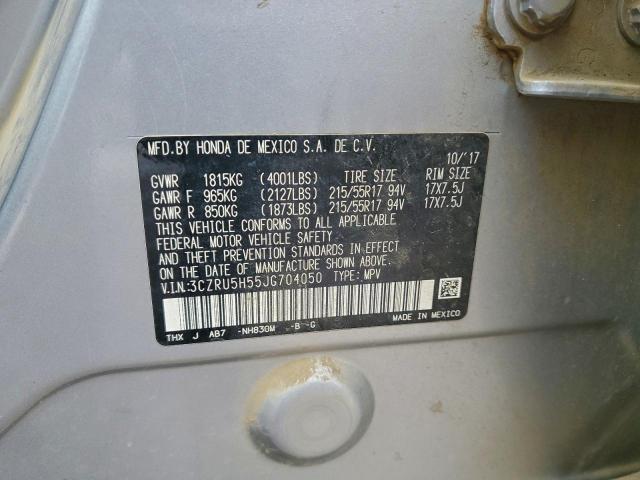 MFD.BY HONDA DE MEXICO S.A. DE C.V.
10/'17
GVWR 1815KG (4001LBS) TIRE SIZE RIM SIZE
GAWR F 965KG (2127LBS) 215/55R17 94V 17X7.5J
GAWR R 850KG (1873LBS) 215/55R17 94V 17X7.5J
THIS VEHICLE CONFORMS TO ALL APPLICABLE
FEDERAL MOTOR VEHICLE SAFETY
AND THEFT PREVENTION STANDARDS IN EFFECT
ON THE DATE OF MANUFACTURE SHOWN ABOVE.
V.I.N:3CZRU5H55JG704050 TYPE: MPV
THX J AB7 -NH830M -B -G MADE IN MEXICO